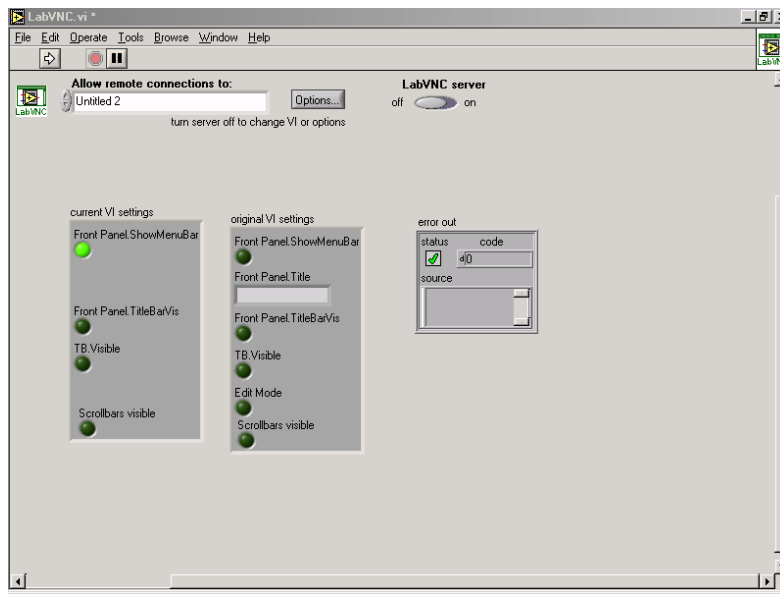 LabVNC.vi *
File Edit Operate Tools Browse Window Help
LabVNC
Allow remote connections to:
Untitled 2
Options...
turn server off to change VI or options
LabVNC server
off on
current VI settings
Front Panel.ShowMenuBar
Front Panel.TitleBarVis
TB.Visible
Scrollbars visible
original VI settings
Front Panel.ShowMenuBar
Front Panel.Title
Front Panel.TitleBarVis
TB.Visible
Edit Mode
Scrollbars visible
error out
status code
d0
source